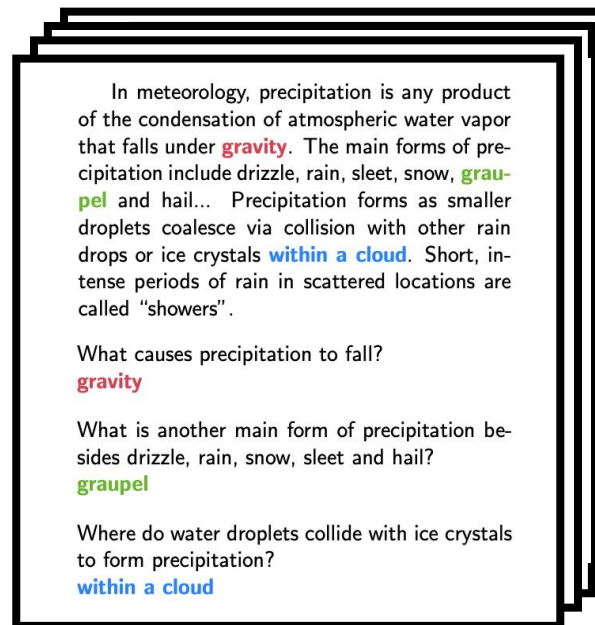 In meteorology, precipitation is any product
of the condensation of atmospheric water vapor
that falls under gravity. The main forms of pre-
cipitation include drizzle, rain, sleet, snow, grau-
pel and hail... Precipitation forms as smaller
droplets coalesce via collision with other rain
drops or ice crystals within a cloud. Short, in-
tense periods of rain in scattered locations are
called “showers”.
What causes precipitation to fall?
gravity
What is another main form of precipitation be-
sides drizzle, rain, snow, sleet and hail?
graupel
Where do water droplets collide with ice crystals
to form precipitation?
within a cloud